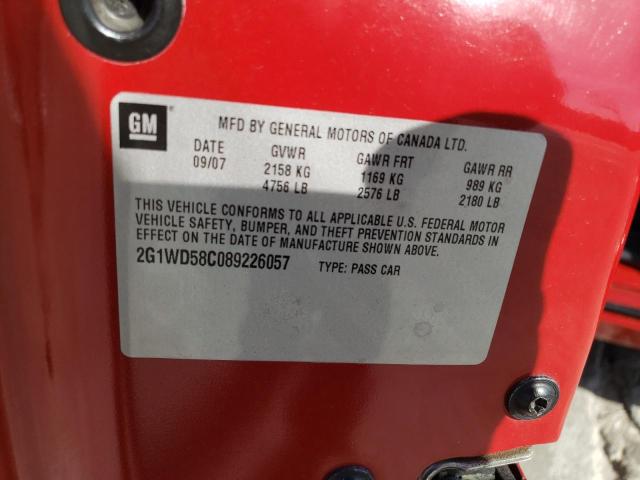 GM
MFD BY GENERAL MOTORS OF CANADA LTD.
DATE GVWR GAWR FRT GAWR RR
09/07 2158 KG 1169 KG 989 KG
4756 LB 2576 LB 2180 LB
THIS VEHICLE CONFORMS TO ALL APPLICABLE U.S. FEDERAL MOTOR
VEHICLE SAFETY, BUMPER, AND THEFT PREVENTION STANDARDS IN
EFFECT ON THE DATE OF MANUFACTURE SHOWN ABOVE.
2G1WD58C089226057 TYPE: PASS CAR